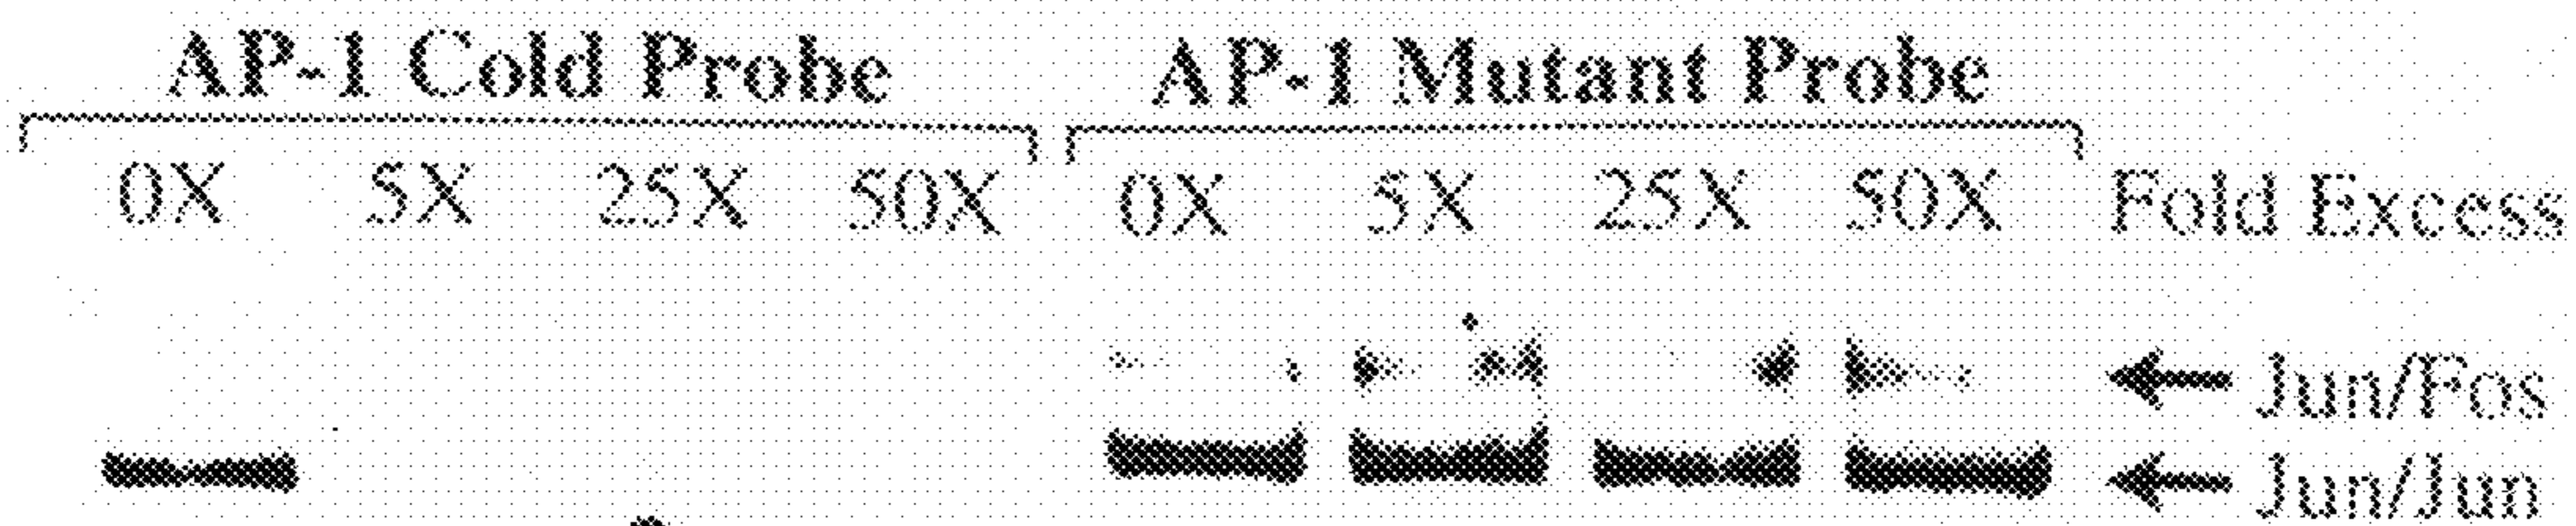 AP-1 Cold Probe AP-1 Mutant Probe
0X 5X 25X 50X 0X 5X 25X 50X Fold Excess
Jun/Fos
Jun/Jun